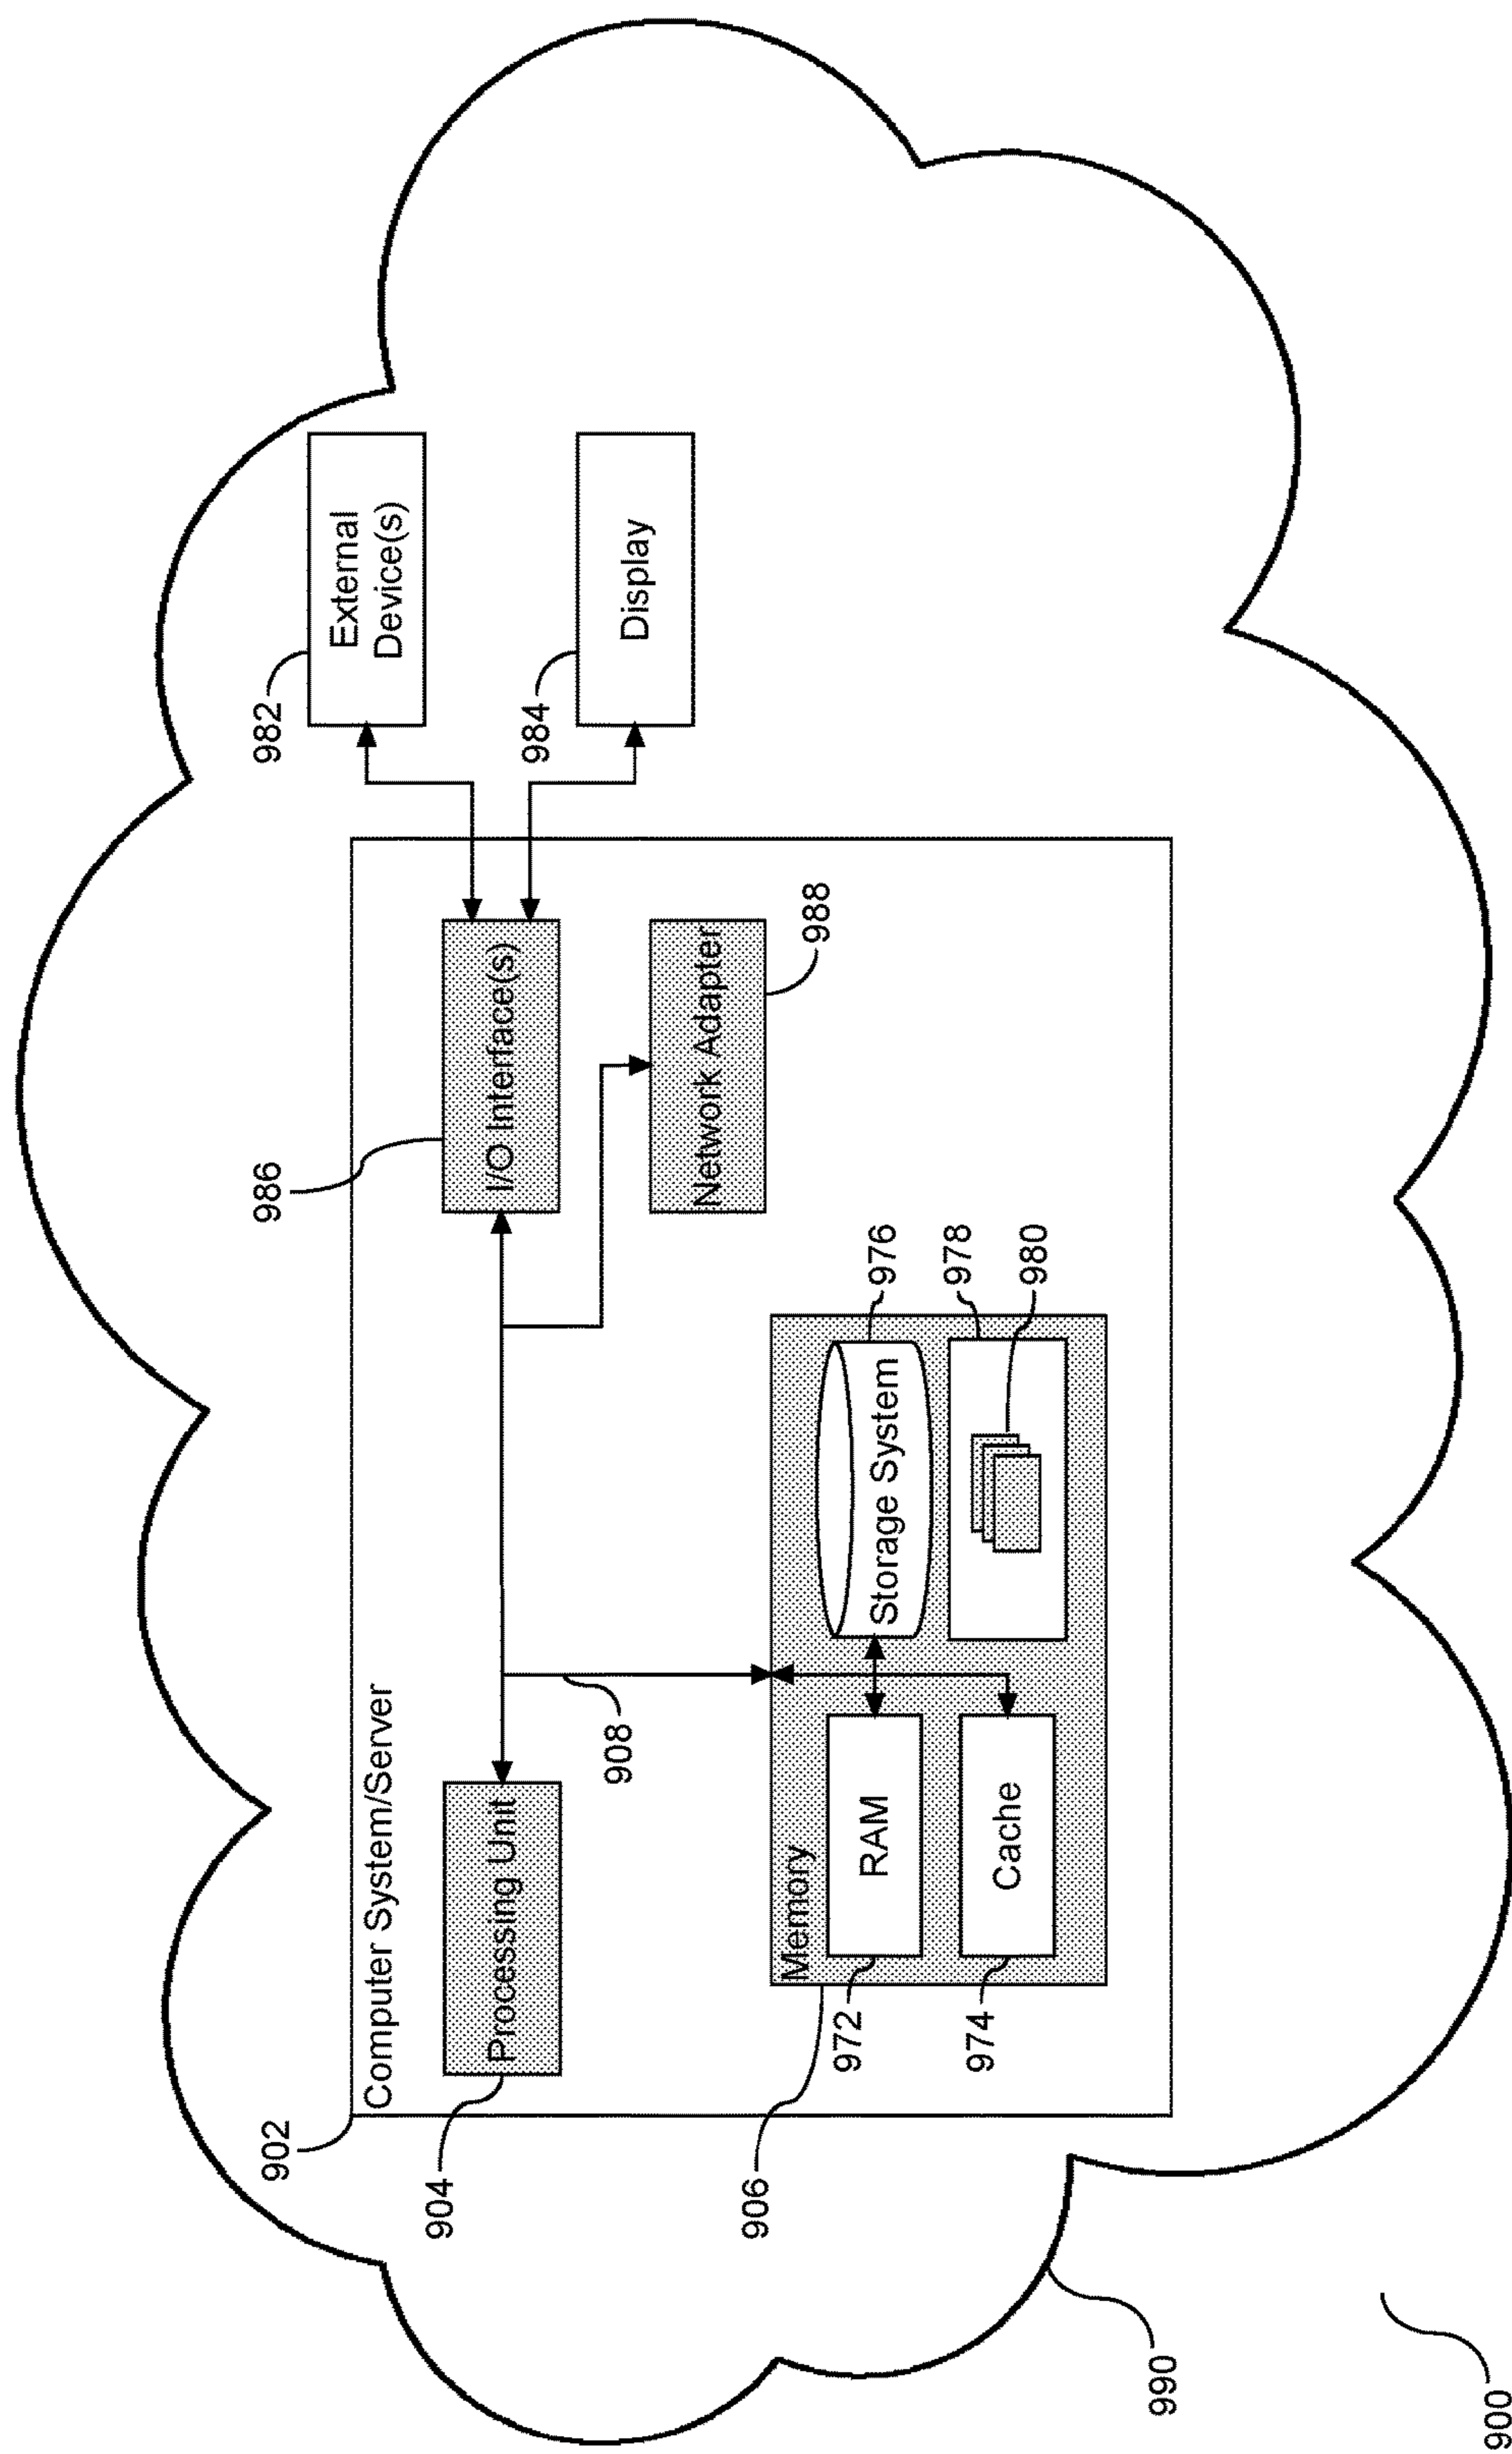 902
Computer System/Server
904
Processing Unit
986
I/O Interface(s)
982
External
Device(s)
984
Display
908
988
Network Adapter
906
Memory
972
RAM
974
Cache
976
Storage System
978
980
990
900